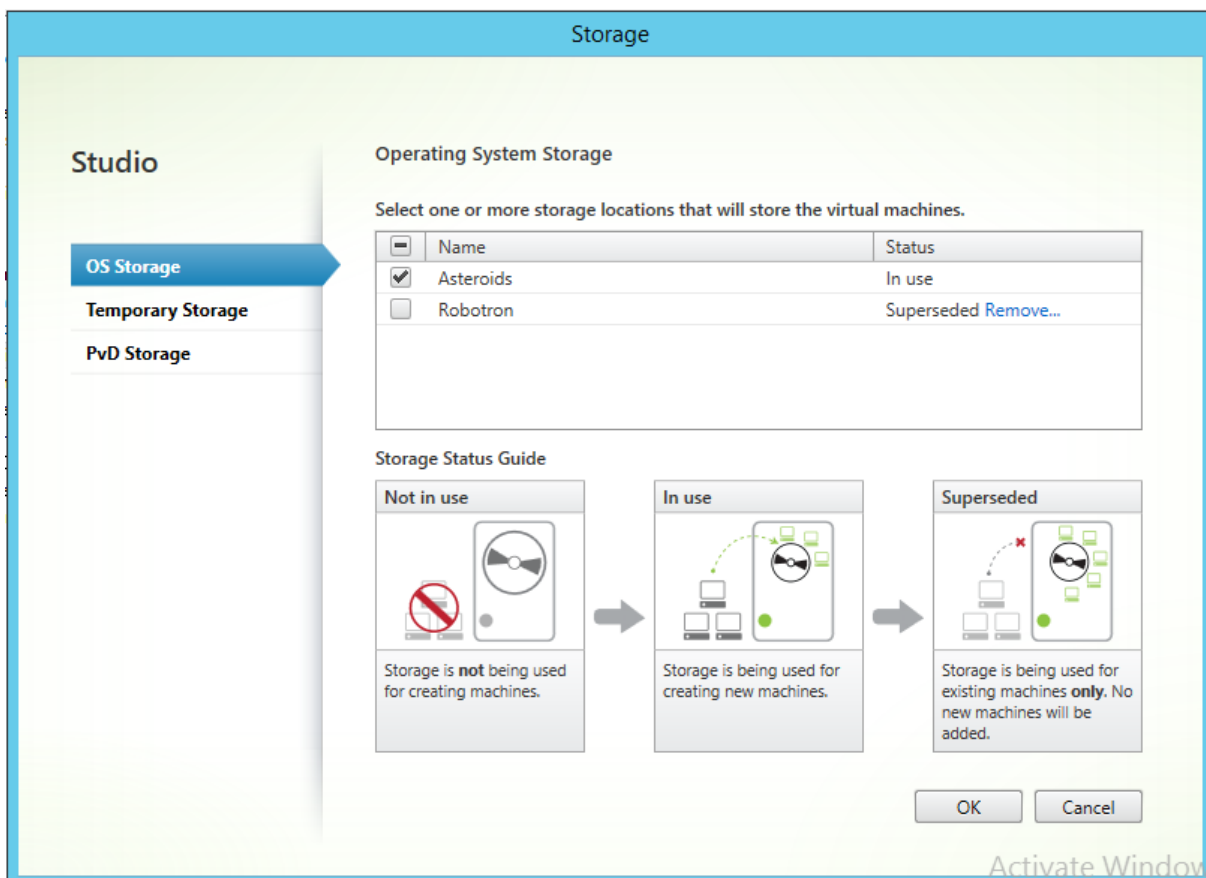 Storage
Studio
OS Storage
Temporary Storage
PvD Storage
Operating System Storage
Select one or more storage locations that will store the virtual machines.
Name Status
Asteroids In use
Robotron Superseded Remove...
Storage Status Guide
Not in use
Storage is not being used
for creating machines.
In use
Storage is being used for
creating new machines.
Superseded
Storage is being used for
existing machines only. No
new machines will be
added.
OK Cancel
Activate Window